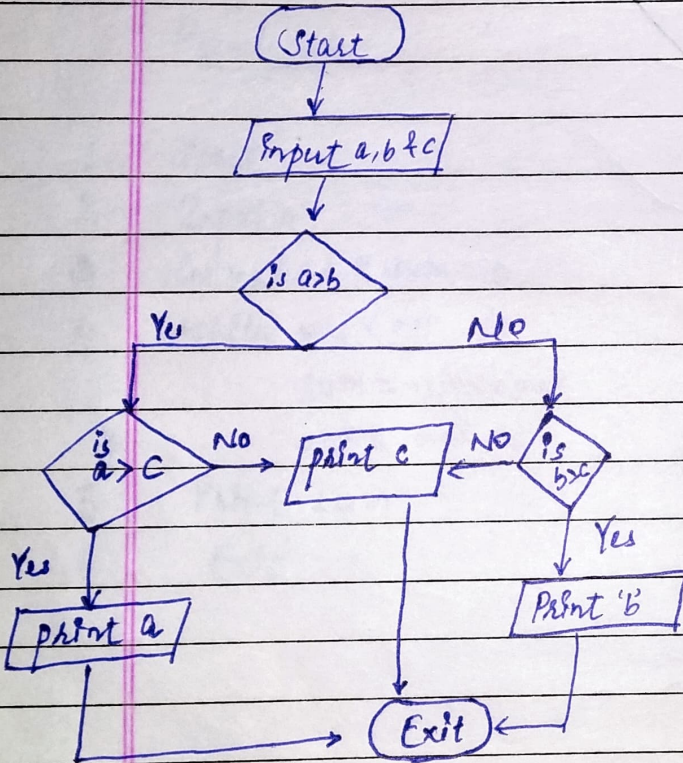 Start
input a, b & c
is a>b
Yes
No
is
a > C
No
print c
No
is
b>c
Yes
Yes
print a
Print 'b'
Exit